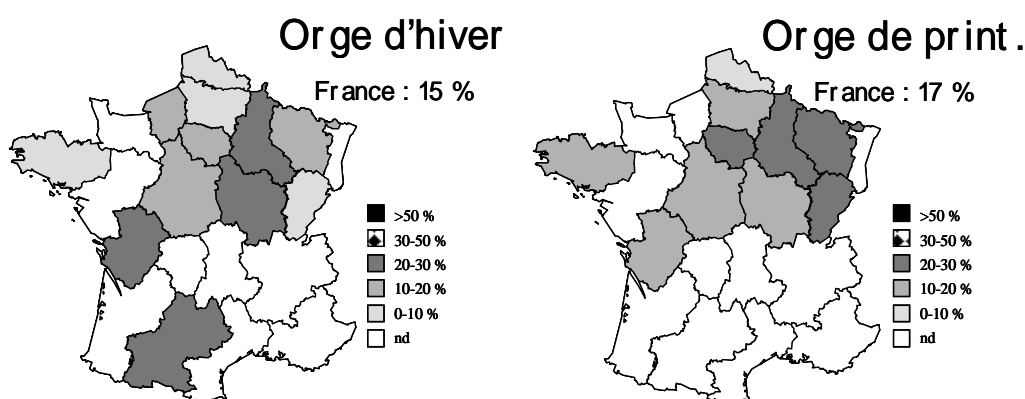 Orge d'hiver
France : 15 %
>50 %
30-50 %
20-30 %
10-20 %
0-10 %
nd
Orge de print .
France : 17 %
>50 %
30-50 %
20-30 %
10-20 %
0-10 %
nd